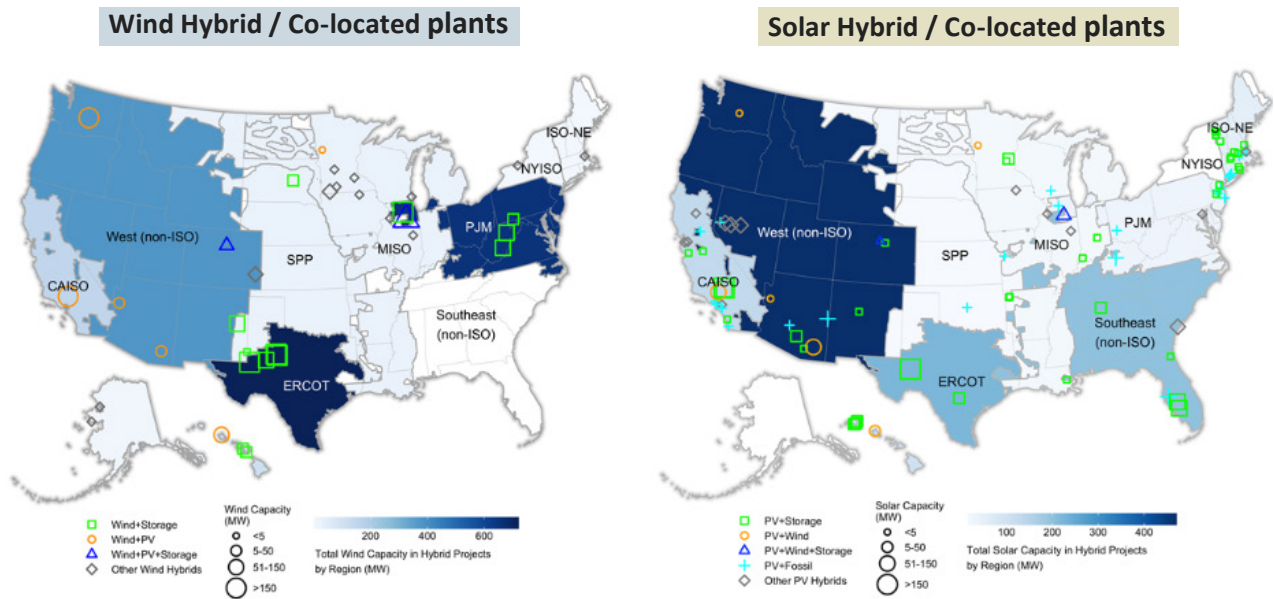 Wind Hybrid / Co-located plants
ISO-NE
NYISO
West (non-ISO)
PJM
MISO
SPP
CAISO
Southeast
(non-ISO)
ERCOT
Wind+Storage
Wind+PV
Wind+PV+Storage
Other Wind Hybrids
Wind Capacity
(MW)
<5
5-50
51-150
>150
200 400 600
Total Wind Capacity in Hybrid Projects
by Region (MW)
Solar Hybrid / Co-located plants
ISO-NE
NYISO
PJM
West (non-ISO)
MISO
SPP
CAISO
Southeast
(non-ISO)
ERCOT
PV+Storage
PV+Wind
PV+Wind+Storage
PV+Fossil
Other PV Hybrids
Solar Capacity
(MW)
<5
5-50
51-150
>150
100 200 300 400
Total Solar Capacity in Hybrid Projects
by Region (MW)